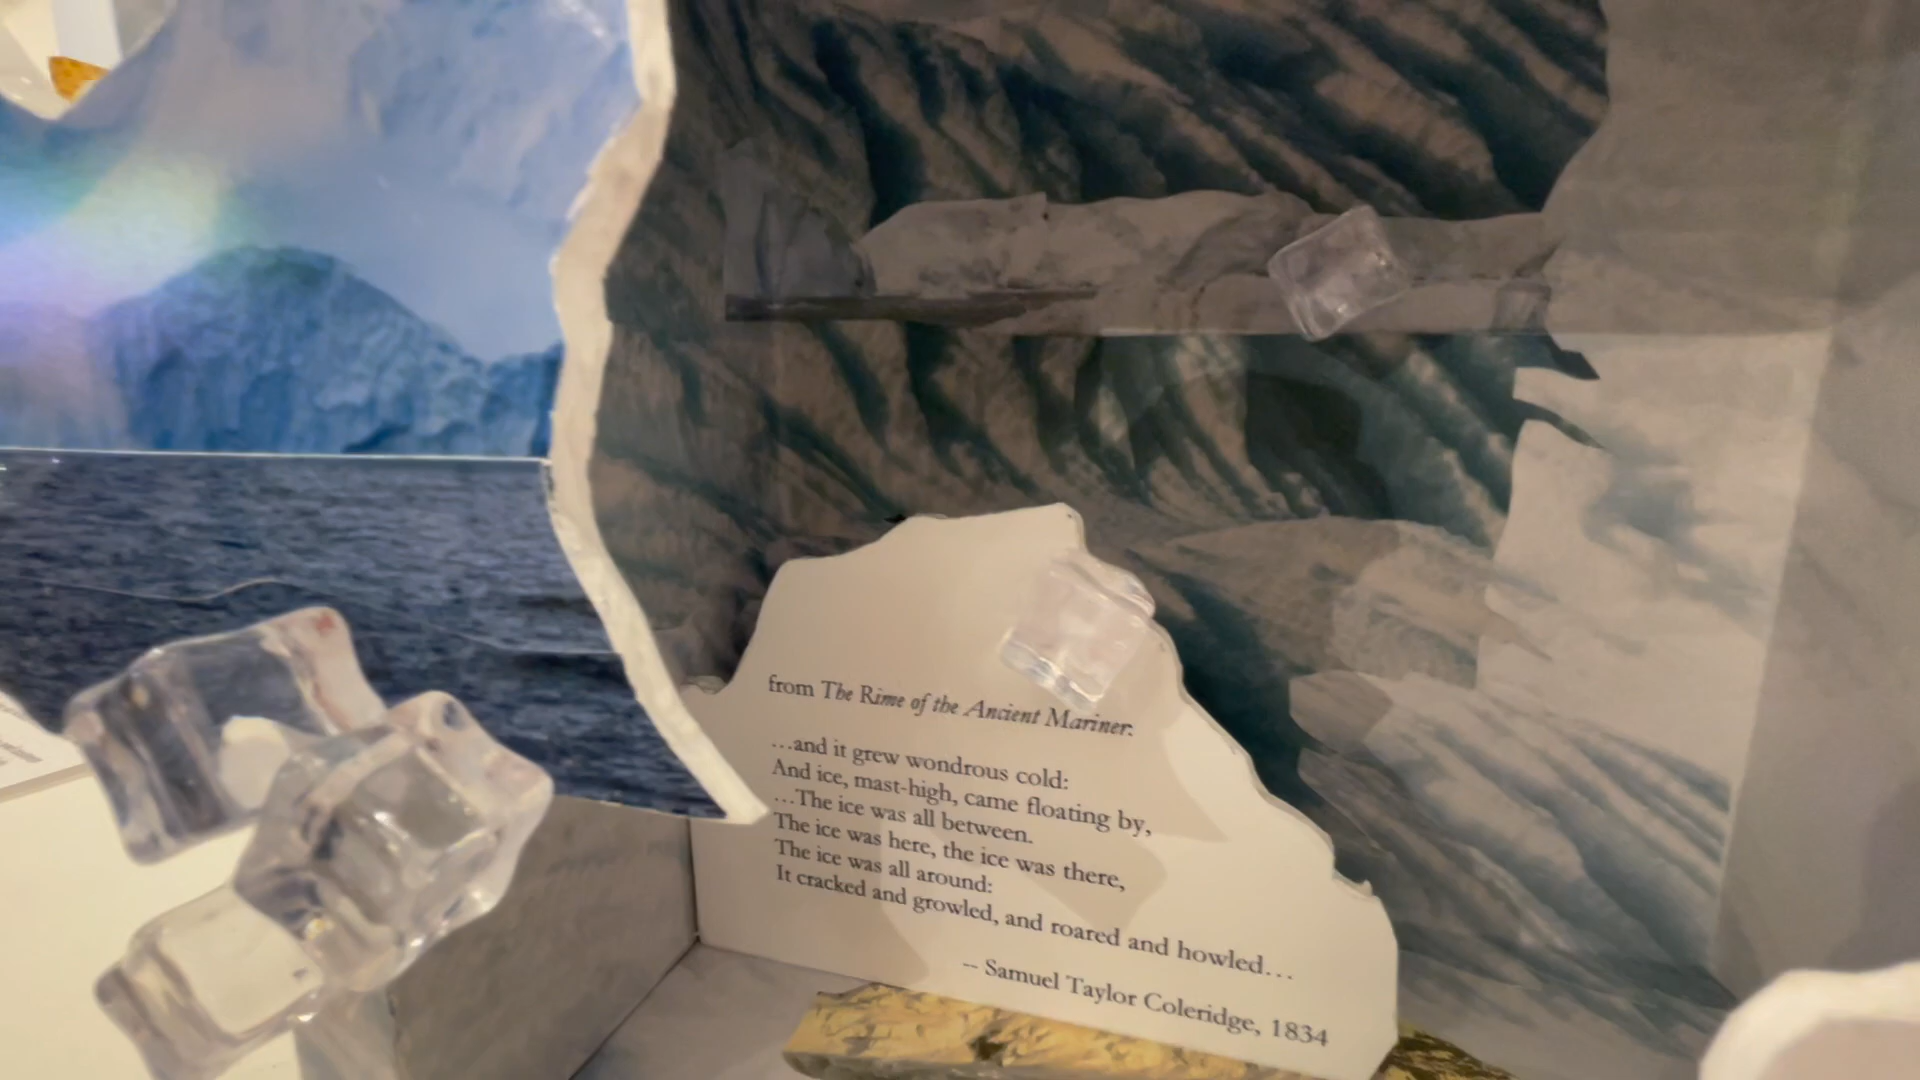 from The Rime of the Ancient Mariner:
…and it grew wondrous cold:
And ice, mast-high, came floating by,
…The ice was all between.
The ice was here, the ice was there,
The ice was all around:
It cracked and growled, and roared and howled…
-- Samuel Taylor Coleridge, 1834